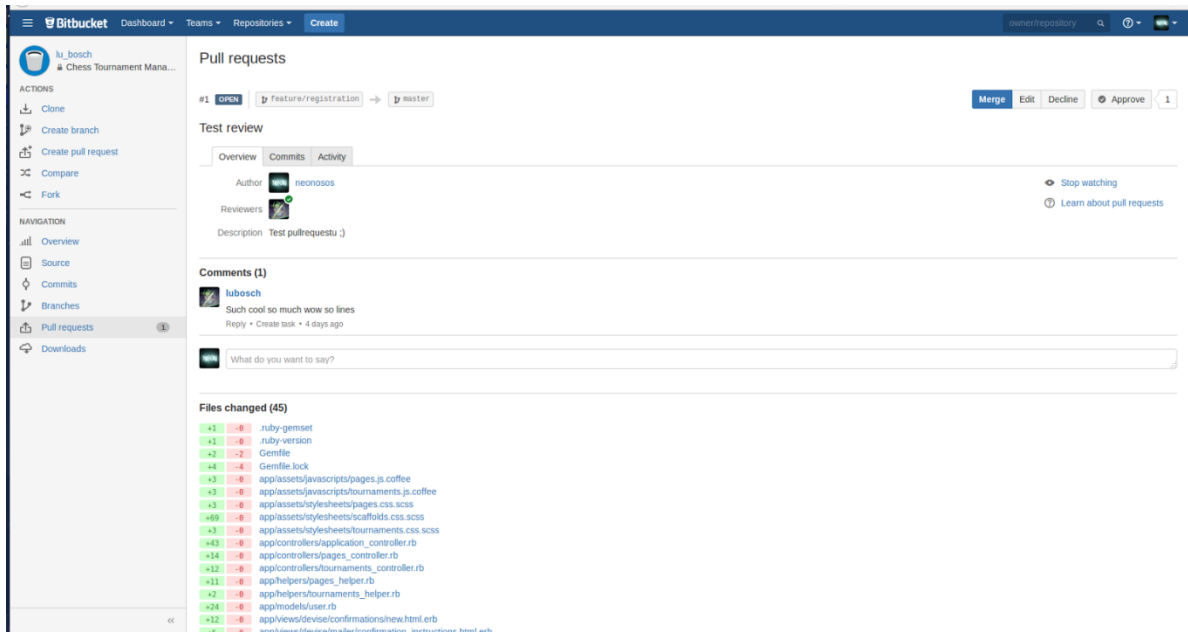 Bitbucket Dashboard Teams Repositories Create owner/repository
lu_bosch
Chess Tournament Mana...
ACTIONS
Clone
Create branch
Create pull request
Compare
Fork
NAVIGATION
Overview
Source
Commits
Branches
Pull requests 1
Downloads
Pull requests
#1 OPEN feature/registration master Merge Edit Decline Approve 1
Test review
Overview Commits Activity
Author neonosos Stop watching
Reviewers Learn about pull requests
Description Test pullrequestu ;)
Comments (1)
lubosch
Such cool so much wow so lines
Reply • Create task • 4 days ago
What do you want to say?
Files changed (45)
+1 -0 .ruby-gemset
+1 -0 .ruby-version
+2 -2 Gemfile
+4 -4 Gemfile.lock
+3 -0 app/assets/javascripts/pages.js.coffee
+3 -0 app/assets/javascripts/tournaments.js.coffee
+3 -0 app/assets/stylesheets/pages.css.scss
+69 -0 app/assets/stylesheets/scaffolds.css.scss
+3 -0 app/assets/stylesheets/tournaments.css.scss
+43 -0 app/controllers/application_controller.rb
+14 -0 app/controllers/pages_controller.rb
+12 -0 app/controllers/tournaments_controller.rb
+11 -0 app/helpers/pages_helper.rb
+2 -0 app/helpers/tournaments_helper.rb
+24 -0 app/models/user.rb
+12 -0 app/views/devise/confirmations/new.html.erb
app/views/devise/mailer/confirmation_instructions.html.erb